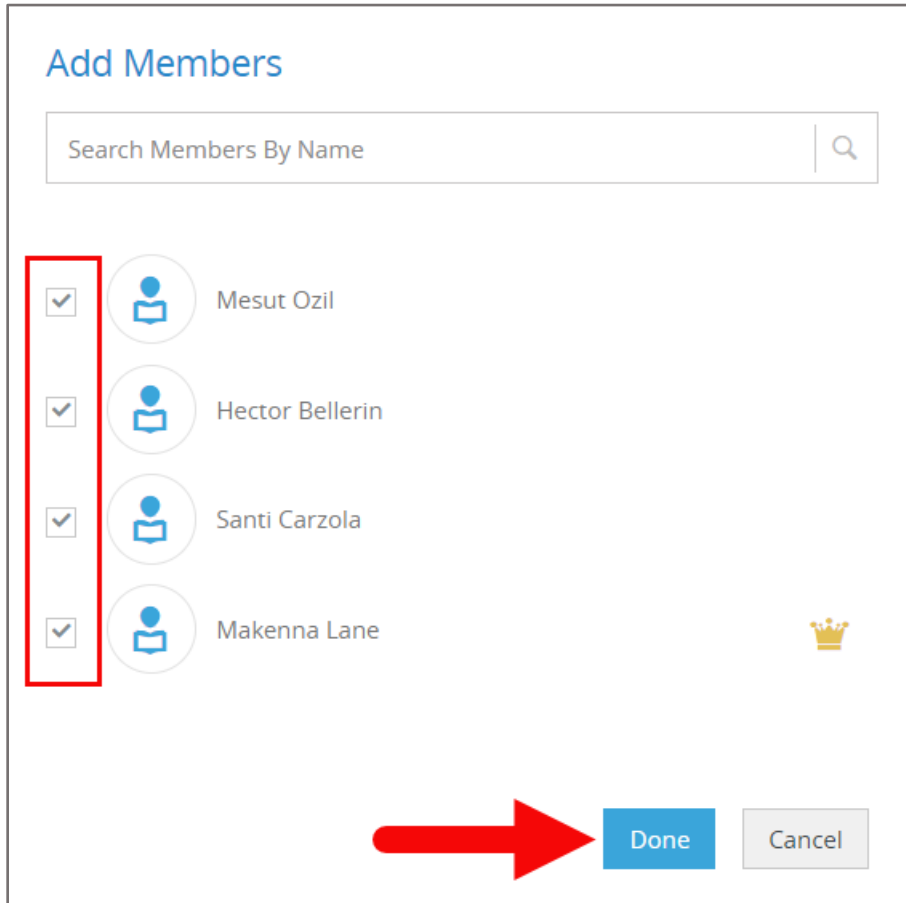 Add Members
Search Members By Name
Mesut Ozil
Hector Bellerin
Santi Carzola
Makenna Lane
Done
Cancel